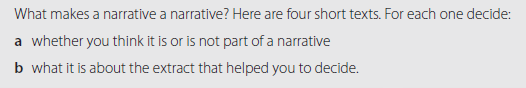 What makes a narrative a narrative? Here are four short texts. For each one decide:
a whether you think it is or is not part of a narrative
b what it is about the extract that helped you to decide.